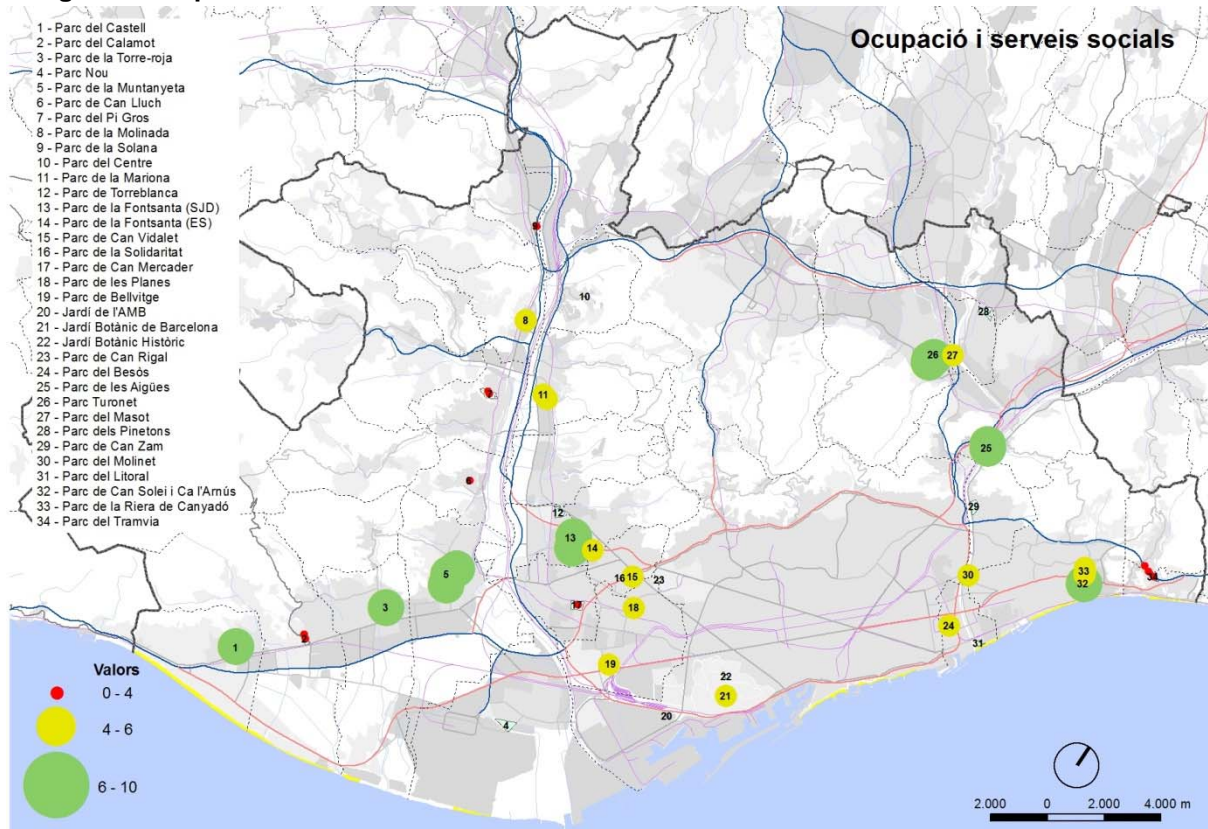 1 - Parc del Castell
2 - Parc del Calamot
3 - Parc de la Torre-roja
4 - Parc Nou
5 - Parc de la Muntanyeta
6 - Parc de Can Lluch
7 - Parc del Pi Gros
8 - Parc de la Molinada
9 - Parc de la Solana
10 - Parc del Centre
11 - Parc de la Mariona
12 - Parc de Torreblanca
13 - Parc de la Fontsanta (SJD)
14 - Parc de la Fontsanta (ES)
15 - Parc de Can Vidalet
16 - Parc de la Solidaritat
17 - Parc de Can Mercader
18 - Parc de les Planes
19 - Parc de Bellvitge
20 - Jardí de l'AMB
21 - Jardí Botànic de Barcelona
22 - Jardí Botànic Històric
23 - Parc de Can Rigal
24 - Parc del Besòs
25 - Parc de les Aigües
26 - Parc Turonet
27 - Parc del Masot
28 - Parc dels Pinetons
29 - Parc de Can Zam
30 - Parc del Molinet
31 - Parc del Litoral
32 - Parc de Can Solei i Ca l'Arnús
33 - Parc de la Riera de Canyadó
34 - Parc del Tramvia
Ocupació i serveis socials
9
10
28
8
26
27
7
11
25
6
12
29
13
14
5
16
15
23
30
33
32
34
3
17
18
24
2
31
1
19
22
21
4
20
Valors
0 - 4
4 - 6
6 - 10
2.000 0 2.000 4.000 m